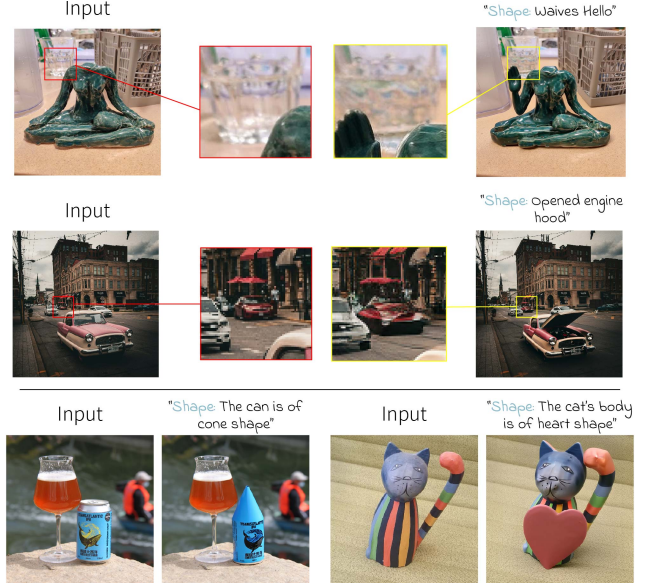 Input
"Shape: Waives Hello"
Input
"Shape: Opened engine
hood"
Input
"Shape: The can is of
cone shape"
Input
"Shape: The cat's body
is of heart shape"